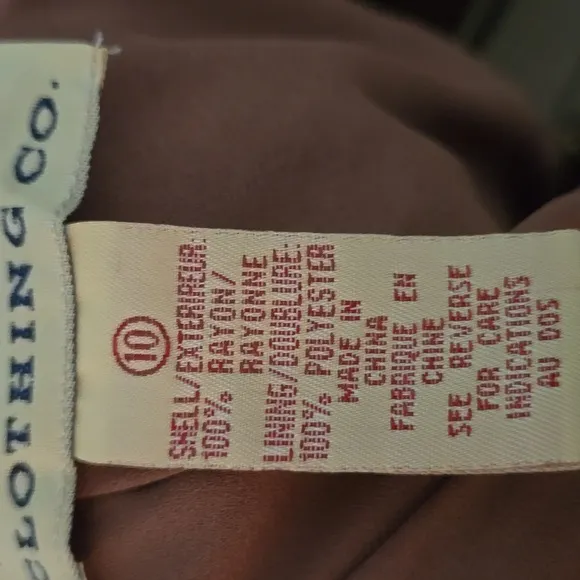 CLOTHING CO.
10
SHELL/EXTERIEUR:
100% RAYON/
RAYONNE
LINING/DOUBLURE:
100% POLYESTER
MADE IN
CHINA
FABRIQUE EN
CHINE
SEE REVERSE
FOR CARE
INDICATIONS
AU DOS